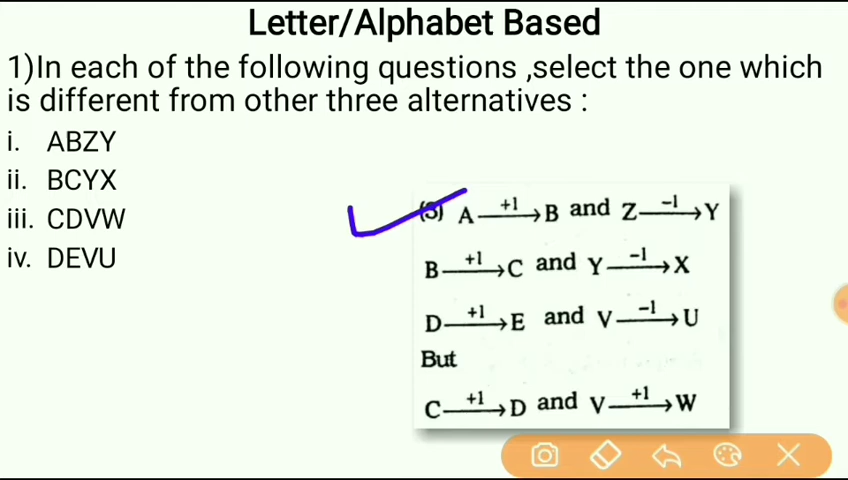 Letter/Alphabet Based
1)In each of the following questions ,select the one which
is different from other three alternatives :
i. ABZY
ii. BCYX
iii. CDVW
iv. DEVU
(3) A +1→ B and Z −1→ Y
B +1→ C and Y −1→ X
D +1→ E and V −1→ U
But
C +1→ D and V +1→ W